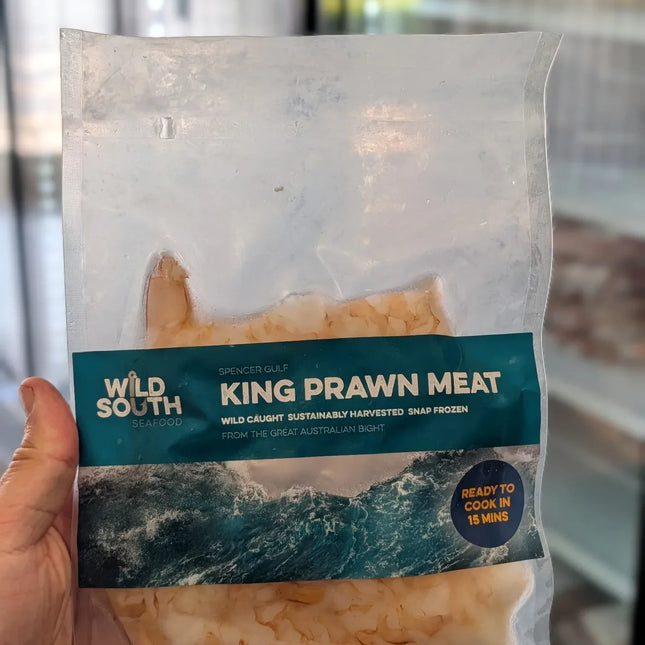 WILD
SOUTH
SEAFOOD
SPENCER GULF
KING PRAWN MEAT
WILD CAUGHT SUSTAINABLY HARVESTED SNAP FROZEN
FROM THE GREAT AUSTRALIAN BIGHT
READY TO
COOK IN
15 MINS